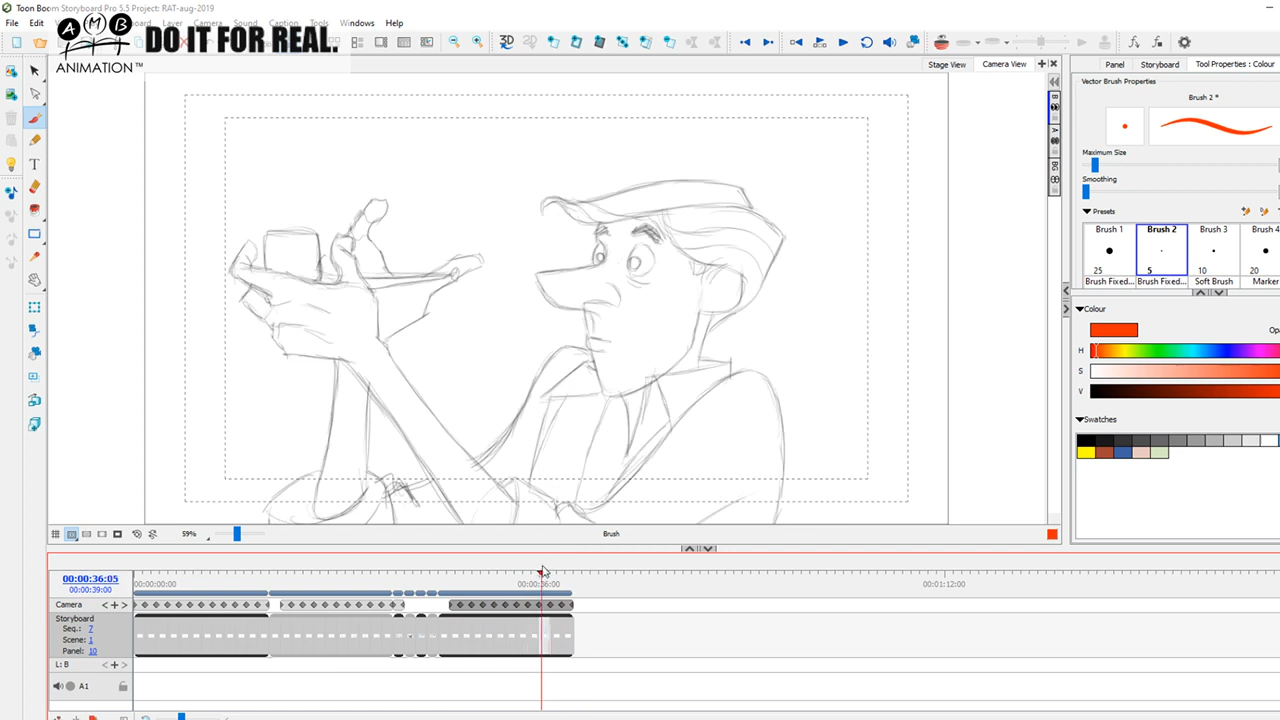 Toon Boom Storyboard Pro 5.5 Project: RAT-aug-2019
File Edit Layer Camera Sound Caption Tools Windows Help
AMB
ANIMATION™
DO IT FOR REAL.
3D
Stage View
Camera View
Panel
Storyboard
Tool Properties : Colour
Vector Brush Properties
Brush 2 *
Maximum Size
Smoothing
Presets
Brush 1
Brush 2
Brush 3
Brush 4
25
5
10
20
Brush Fixed...
Brush Fixed...
Soft Brush
Marker
Colour
H
S
V
Swatches
B
A
BG
T
59%
Brush
00:00:36:05
00:00:39:00
00:00:00:00
00:00:36:00
00:01:12:00
Camera
Storyboard
Seq.: 7
Scene: 1
Panel: 10
L: B
A1